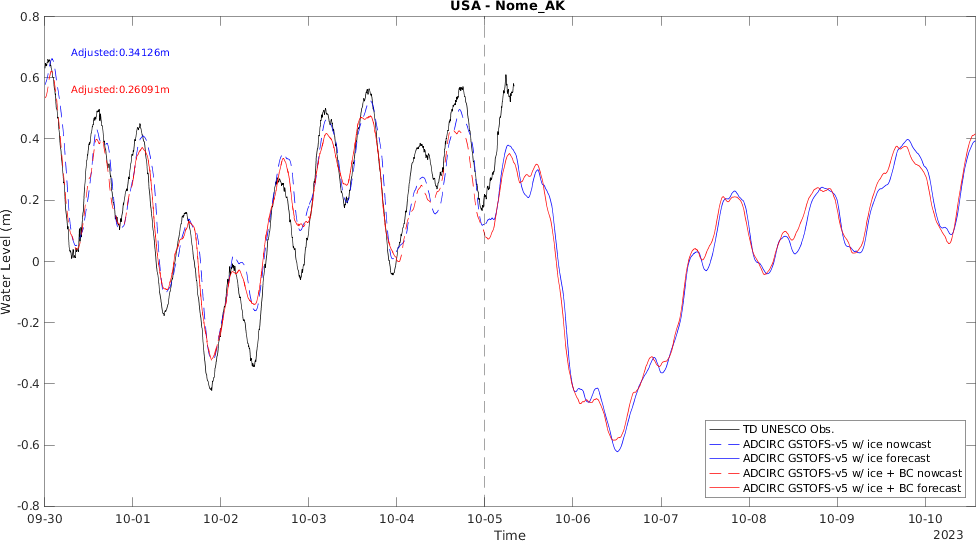 USA - Nome_AK
Adjusted:0.34126m
Adjusted:0.26091m
Water Level (m)
0.8
0.6
0.4
0.2
0
-0.2
-0.4
-0.6
-0.8
09-30 10-01 10-02 10-03 10-04 10-05 10-06 10-07 10-08 10-09 10-10
Time
2023
TD UNESCO Obs.
ADCIRC GSTOFS-v5 w/ ice nowcast
ADCIRC GSTOFS-v5 w/ ice forecast
ADCIRC GSTOFS-v5 w/ ice + BC nowcast
ADCIRC GSTOFS-v5 w/ ice + BC forecast